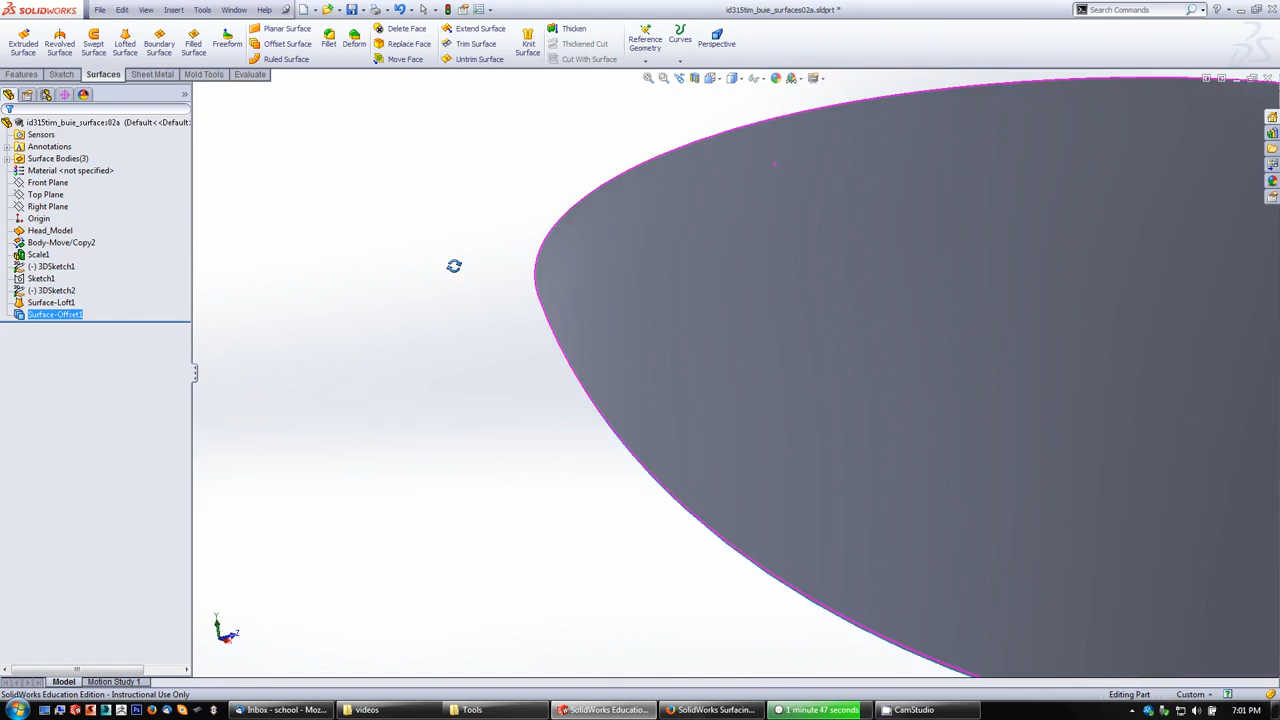 SOLIDWORKS File Edit View Insert Tools Window Help id315tim_buie_surfaces02a.sldprt * Search Commands
Extruded Surface Revolved Surface Swept Surface Lofted Surface Boundary Surface Filled Surface Freeform Planar Surface Offset Surface Ruled Surface Fillet Deform Delete Face Replace Face Move Face Extend Surface Trim Surface Untrim Surface Knit Surface Thicken Thickened Cut Cut With Surface Reference Geometry Curves Perspective
Features Sketch Surfaces Sheet Metal Mold Tools Evaluate
id315tim_buie_surfaces02a (Default<<Default:
Sensors
Annotations
Surface Bodies(3)
Material <not specified>
Front Plane
Top Plane
Right Plane
Origin
Head_Model
Body-Move/Copy2
Scale1
(-) 3DSketch1
Sketch1
(-) 3DSketch2
Surface-Loft1
Surface-Offset1
Y
Z
Model Motion Study 1
SolidWorks Education Edition - Instructional Use Only Editing Part Custom
Inbox - school - Moz... videos Tools SolidWorks Educatio... SolidWorks Surfacin... 1 minute 47 seconds CamStudio 7:01 PM